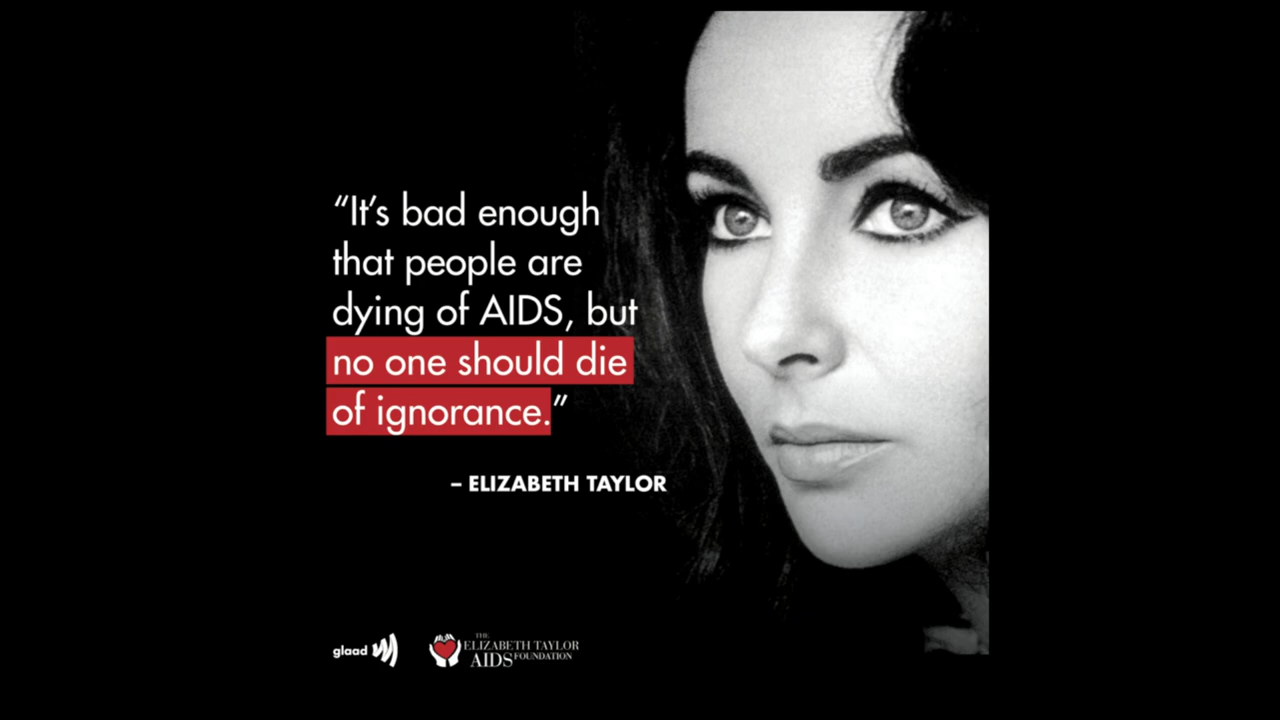 “It’s bad enough
that people are
dying of AIDS, but
no one should die
of ignorance.”
– ELIZABETH TAYLOR
glaad
THE
ELIZABETH TAYLOR
AIDS FOUNDATION